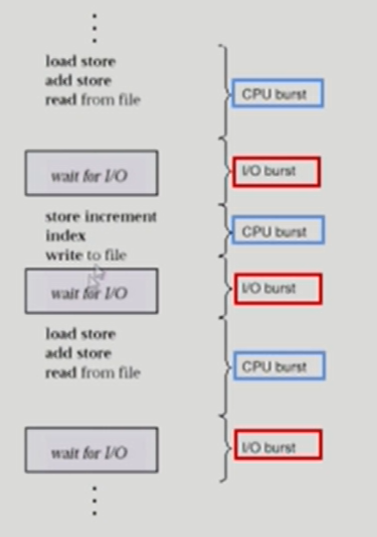 load store
add store
read from file
CPU burst
wait for I/O
I/O burst
store increment
index
write to file
CPU burst
wait for I/O
I/O burst
load store
add store
read from file
CPU burst
wait for I/O
I/O burst